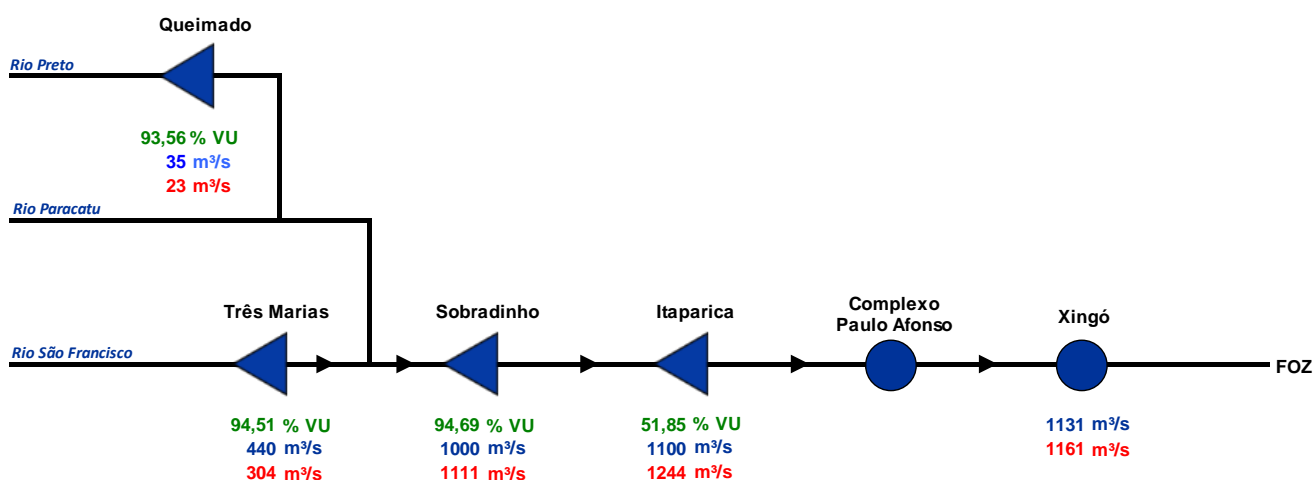 Queimado
Rio Preto
93,56 % VU
35 m³/s
23 m³/s
Rio Paracatu
Três Marias
Sobradinho
Itaparica
Complexo
Paulo Afonso
Xingó
Rio São Francisco
FOZ
94,51 % VU
440 m³/s
304 m³/s
94,69 % VU
1000 m³/s
1111 m³/s
51,85 % VU
1100 m³/s
1244 m³/s
1131 m³/s
1161 m³/s